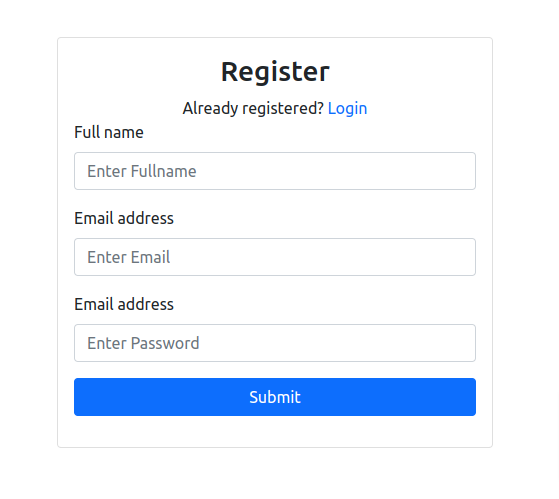 Register
Already registered? Login
Full name
Enter Fullname
Email address
Enter Email
Email address
Enter Password
Submit